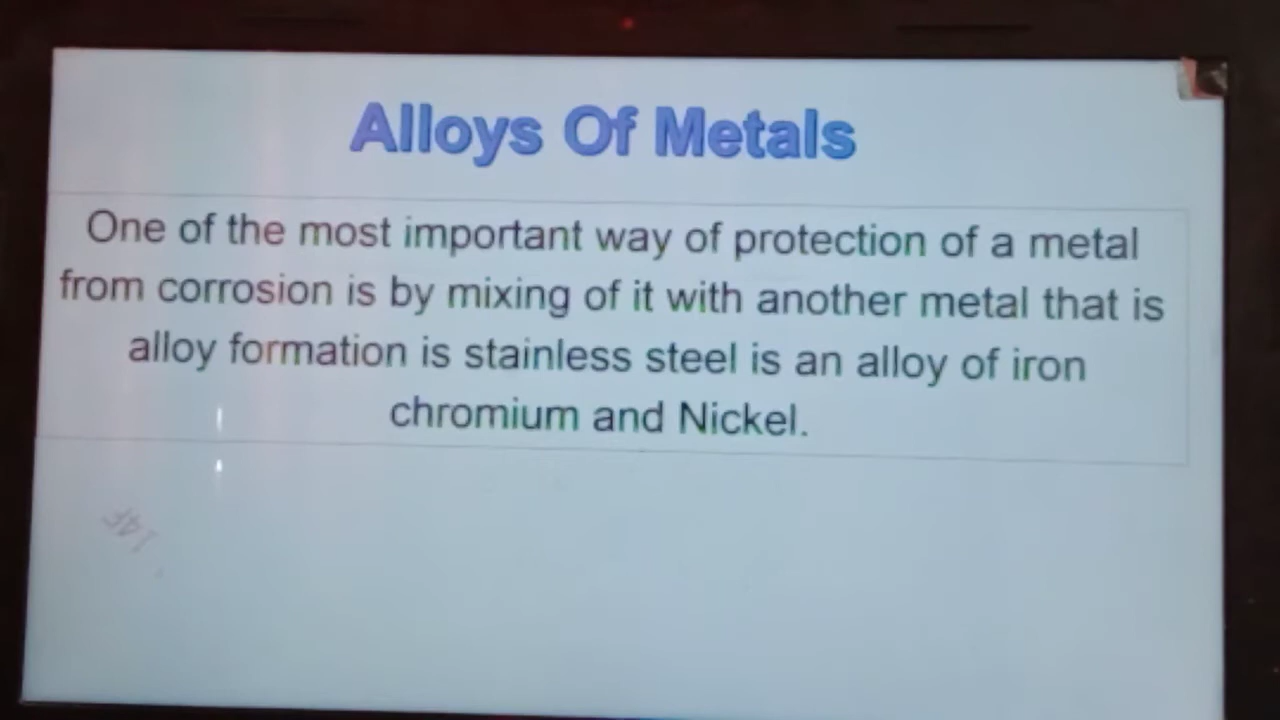 Alloys Of Metals
One of the most important way of protection of a metal
from corrosion is by mixing of it with another metal that is
alloy formation is stainless steel is an alloy of iron
chromium and Nickel.
14F